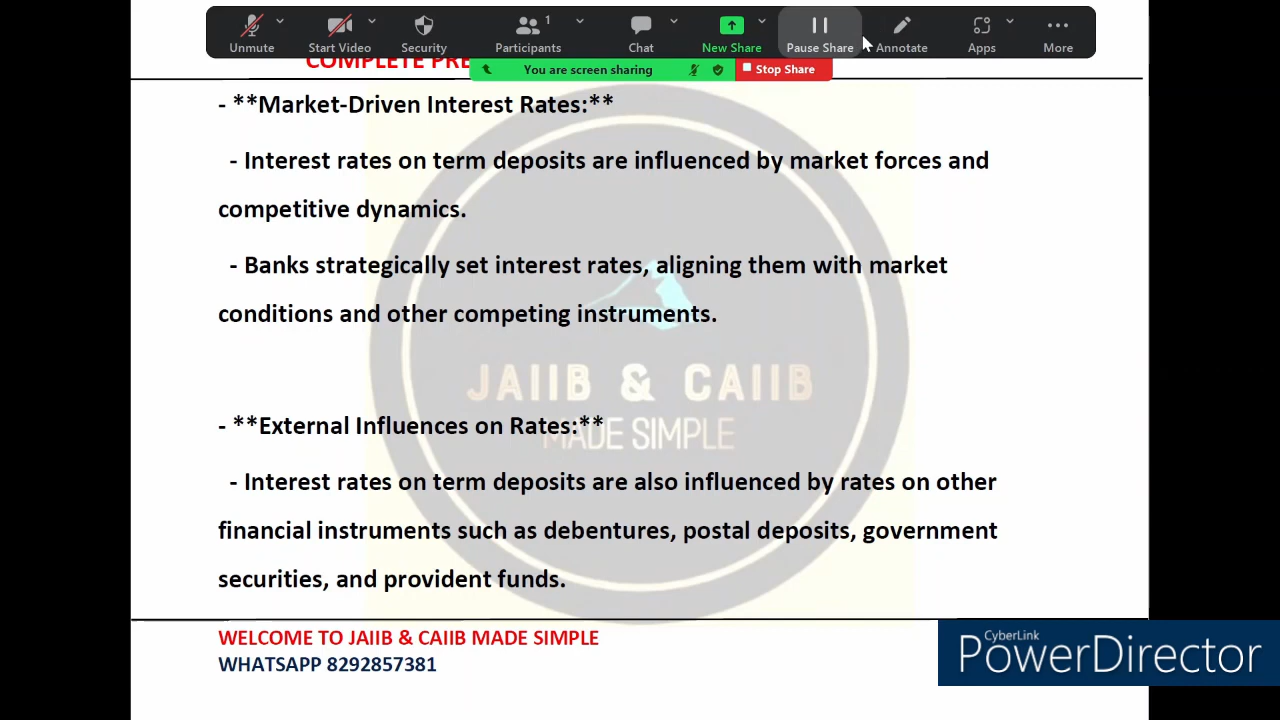 1
Unmute
Start Video
Security
Participants
Chat
New Share
Pause Share
Annotate
Apps
More
COMPLETE PRE
You are screen sharing
Stop Share
- **Market-Driven Interest Rates:**
- Interest rates on term deposits are influenced by market forces and
competitive dynamics.
- Banks strategically set interest rates, aligning them with market
conditions and other competing instruments.
JAIIB & CAIIB
- **External Influences on Rates:**
MADE SIMPLE
- Interest rates on term deposits are also influenced by rates on other
financial instruments such as debentures, postal deposits, government
securities, and provident funds.
WELCOME TO JAIIB & CAIIB MADE SIMPLE
WHATSAPP 8292857381
CyberLink
PowerDirector